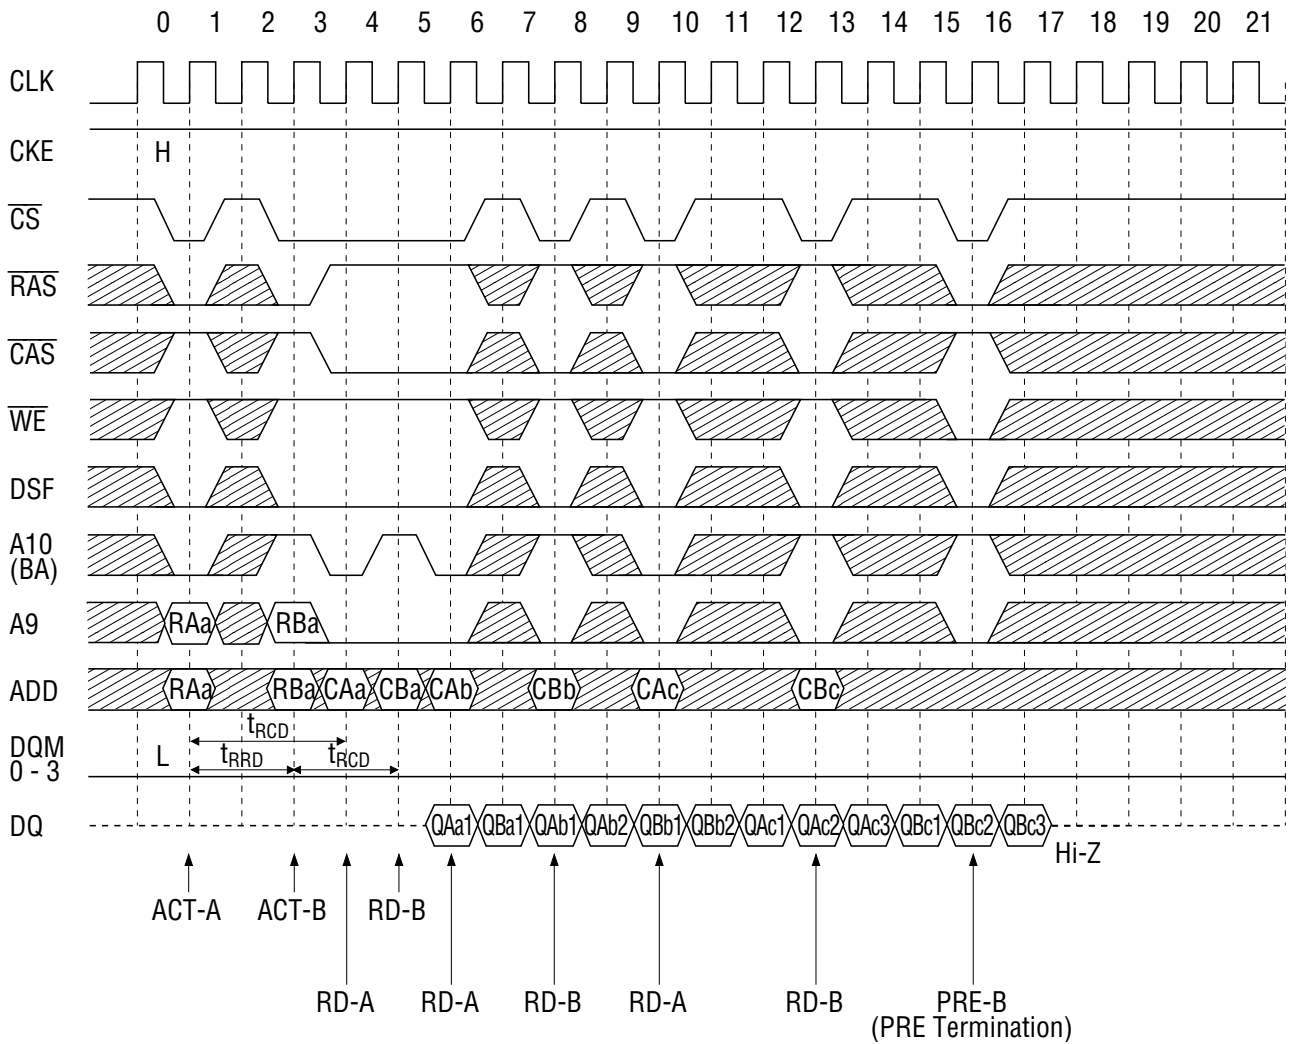 0 1 2 3 4 5 6 7 8 9 10 11 12 13 14 15 16 17 18 19 20 21
CLK
CKE H
CS
RAS
CAS
WE
DSF
A10
(BA)
A9 RAa RBa
ADD RAa RBa CAa CBa CAb CBb CAc CBc
tRCD
DQM
0 - 3 L tRRD tRCD
DQ QAa1 QBa1 QAb1 QAb2 QBb1 QBb2 QAc1 QAc2 QAc3 QBc1 QBc2 QBc3
Hi-Z
ACT-A ACT-B RD-B
RD-A RD-A RD-B RD-A RD-B PRE-B
(PRE Termination)